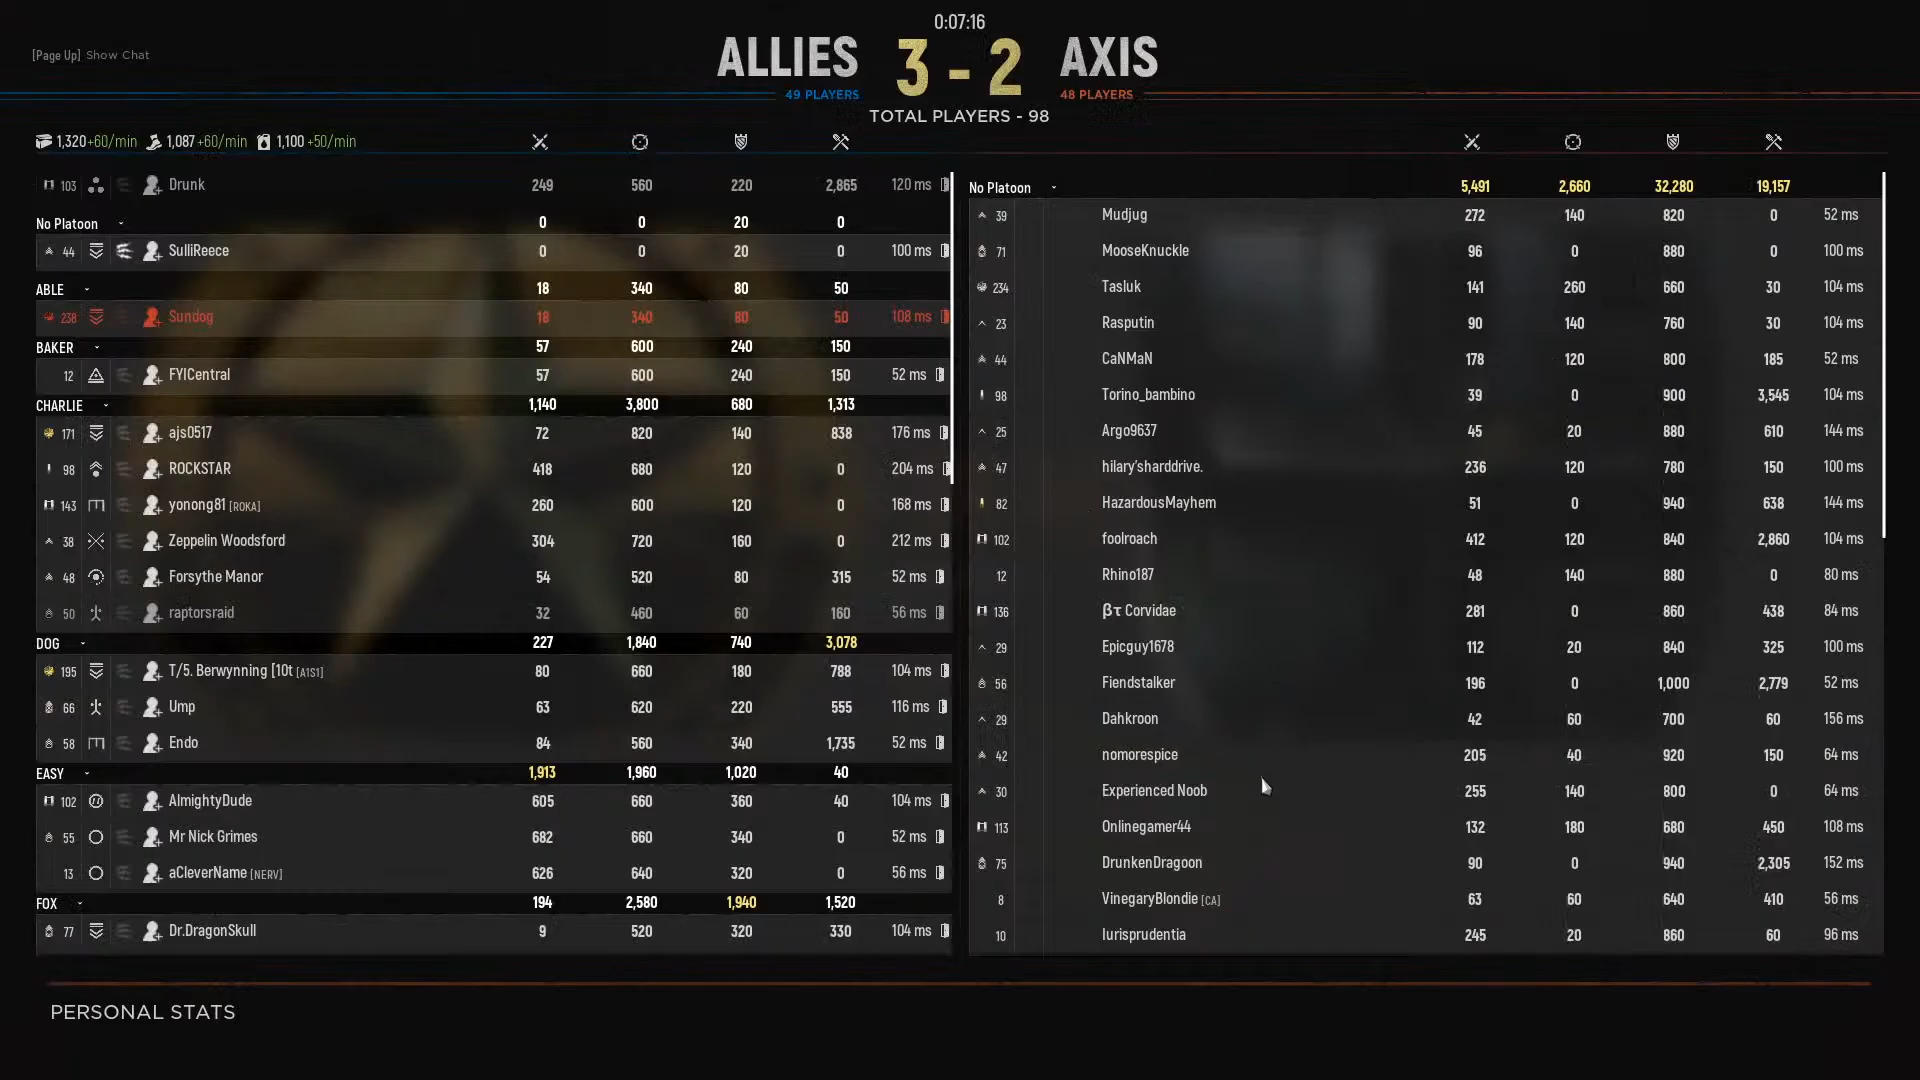 0:07:16
[Page Up] Show Chat
ALLIES 3 - 2 AXIS
49 PLAYERS 48 PLAYERS
TOTAL PLAYERS - 98
1,320 +60/min 1,087 +60/min 1,100 +50/min
103 Drunk 249 560 220 2,865 120 ms
No Platoon 0 0 20 0
44 SulliReece 0 0 20 0 100 ms
ABLE 18 340 80 50
238 Sundog 18 340 80 50 108 ms
BAKER 57 600 240 150
12 FYICentral 57 600 240 150 52 ms
CHARLIE 1,140 3,800 680 1,313
171 ajs0517 72 820 140 838 176 ms
98 ROCKSTAR 418 680 120 0 204 ms
143 yonong81 [ROKA] 260 600 120 0 168 ms
38 Zeppelin Woodsford 304 720 160 0 212 ms
48 Forsythe Manor 54 520 80 315 52 ms
50 raptorsraid 32 460 60 160 56 ms
DOG 227 1,840 740 3,078
195 T/5. Berwynning [10t [A1S1] 80 660 180 788 104 ms
66 Ump 63 620 220 555 116 ms
58 Endo 84 560 340 1,735 52 ms
EASY 1,913 1,960 1,020 40
102 AlmightyDude 605 660 360 40 104 ms
55 Mr Nick Grimes 682 660 340 0 52 ms
13 aCleverName [NERV] 626 640 320 0 56 ms
FOX 194 2,580 1,940 1,520
77 Dr.DragonSkull 9 520 320 330 104 ms
No Platoon 5,491 2,660 32,280 19,157
39 Mudjug 272 140 820 0 52 ms
71 MooseKnuckle 96 0 880 0 100 ms
234 Tasluk 141 260 660 30 104 ms
23 Rasputin 90 140 760 30 104 ms
44 CaNMaN 178 120 800 185 52 ms
98 Torino_bambino 39 0 900 3,545 104 ms
25 Argo9637 45 20 880 610 144 ms
47 hilary'sharddrive. 236 120 780 150 100 ms
82 HazardousMayhem 51 0 940 638 144 ms
102 foolroach 412 120 840 2,860 104 ms
12 Rhino187 48 140 880 0 80 ms
136 βτ Corvidae 281 0 860 438 84 ms
29 Epicguy1678 112 20 840 325 100 ms
56 Fiendstalker 196 0 1,000 2,779 52 ms
29 Dahkroon 42 60 700 60 156 ms
42 nomorespice 205 40 920 150 64 ms
30 Experienced Noob 255 140 800 0 64 ms
113 Onlinegamer44 132 180 680 450 108 ms
75 DrunkenDragoon 90 0 940 2,305 152 ms
8 VinegaryBlondie [CA] 63 60 640 410 56 ms
10 Iurisprudentia 245 20 860 60 96 ms
PERSONAL STATS